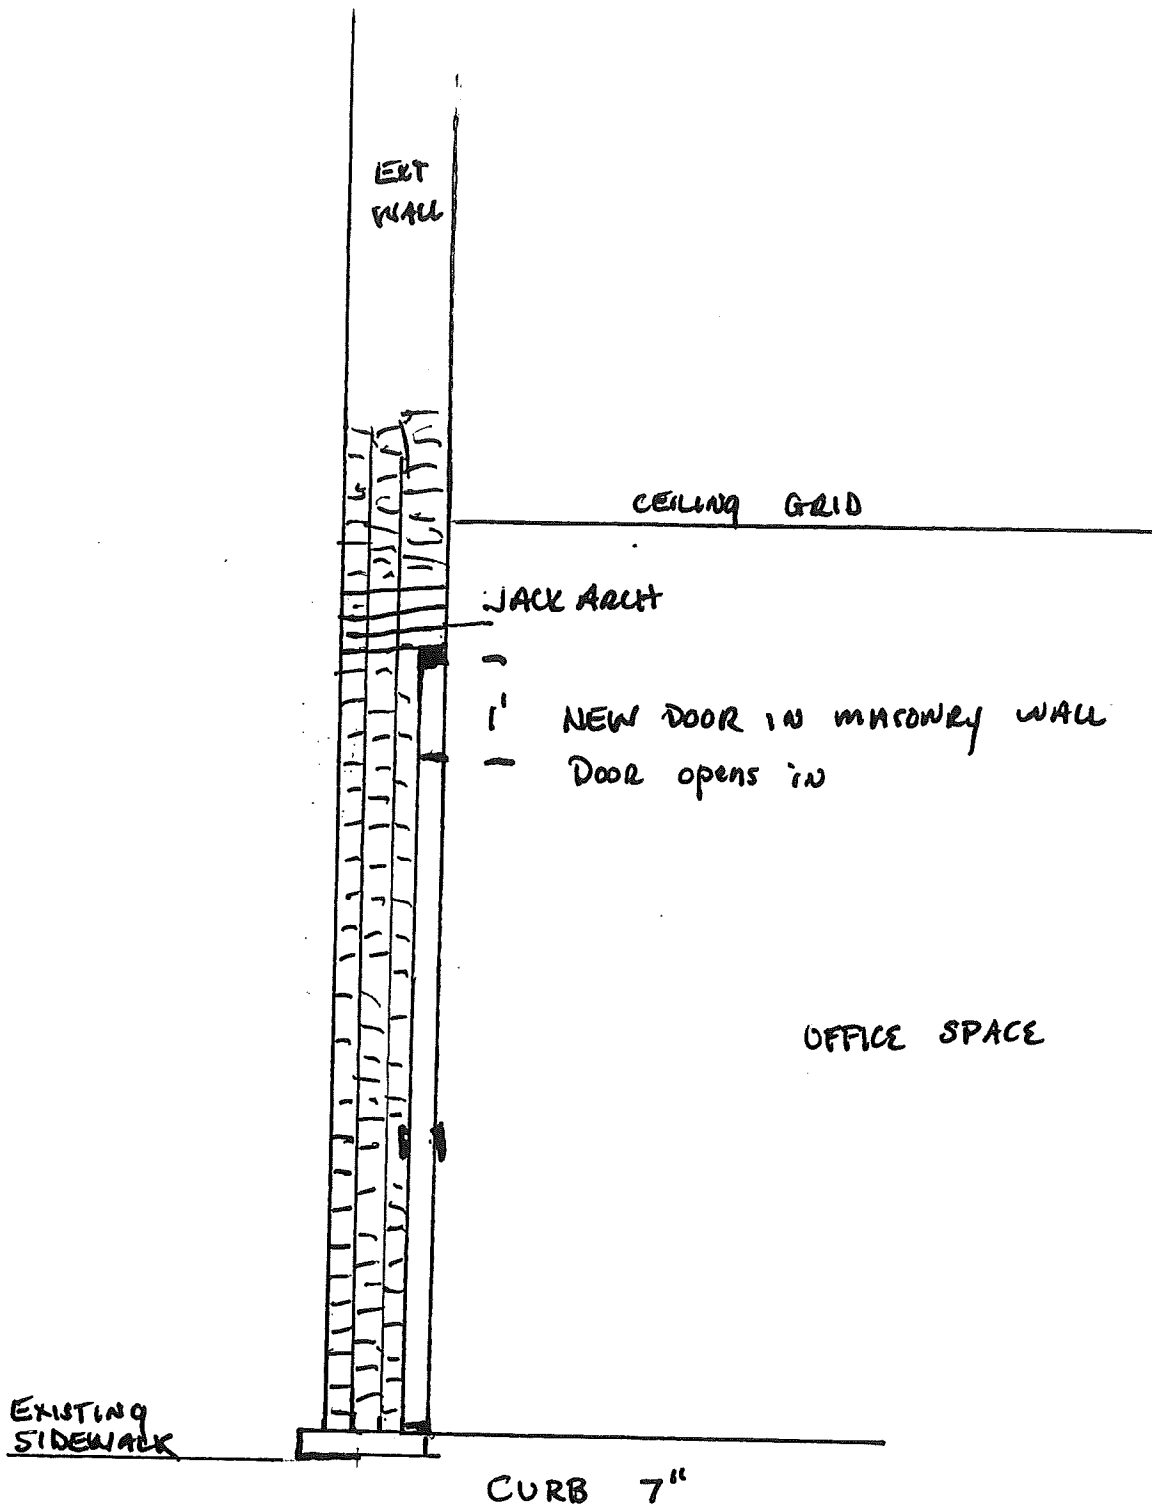 EXT
WALL
CEILING GRID
JACK ARCH
1' NEW DOOR IN MASONRY WALL
DOOR opens in
OFFICE SPACE
EXISTING
SIDEWALK
CURB 7"